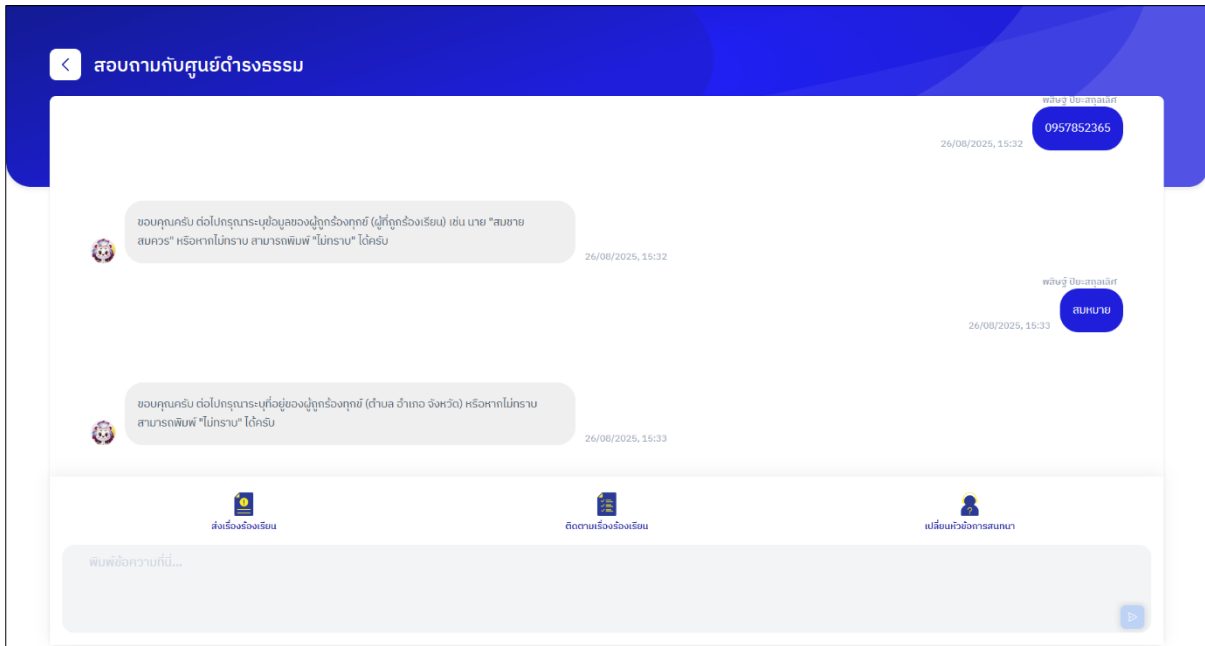 สอบถามกับศูนย์ดำรงธรรม
พสิษฐ์ ปิยะสกุลเลิศ
0957852365
26/08/2025, 15:32
ขอบคุณครับ ต่อไปกรุณาระบุข้อมูลของผู้ถูกร้องทุกข์ (ผู้ที่ถูกร้องเรียน) เช่น นาย "สมชาย
สมควร" หรือหากไม่ทราบ สามารถพิมพ์ "ไม่ทราบ" ได้ครับ
26/08/2025, 15:32
พสิษฐ์ ปิยะสกุลเลิศ
สมหมาย
26/08/2025, 15:33
ขอบคุณครับ ต่อไปกรุณาระบุที่อยู่ของผู้ถูกร้องทุกข์ (ตำบล อำเภอ จังหวัด) หรือหากไม่ทราบ
สามารถพิมพ์ "ไม่ทราบ" ได้ครับ
26/08/2025, 15:33
ส่งเรื่องร้องเรียน
ติดตามเรื่องร้องเรียน
เปลี่ยนหัวข้อการสนทนา
พิมพ์ข้อความที่นี่...